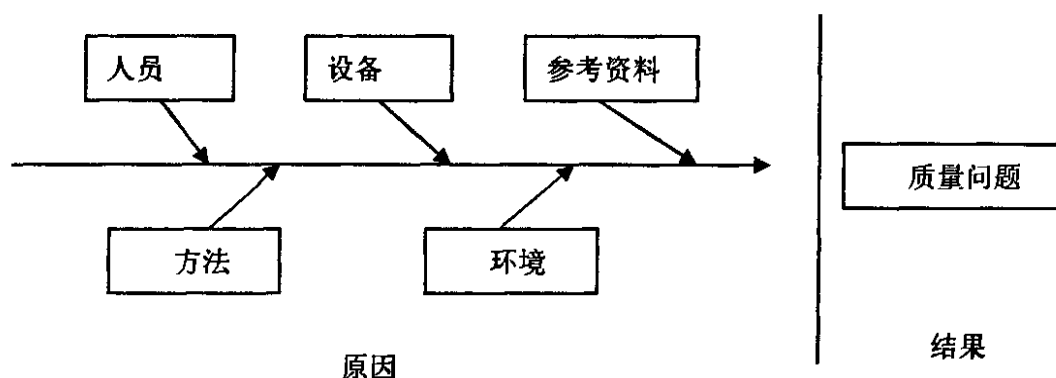 人员
设备
参考资料
质量问题
方法
环境
原因
结果